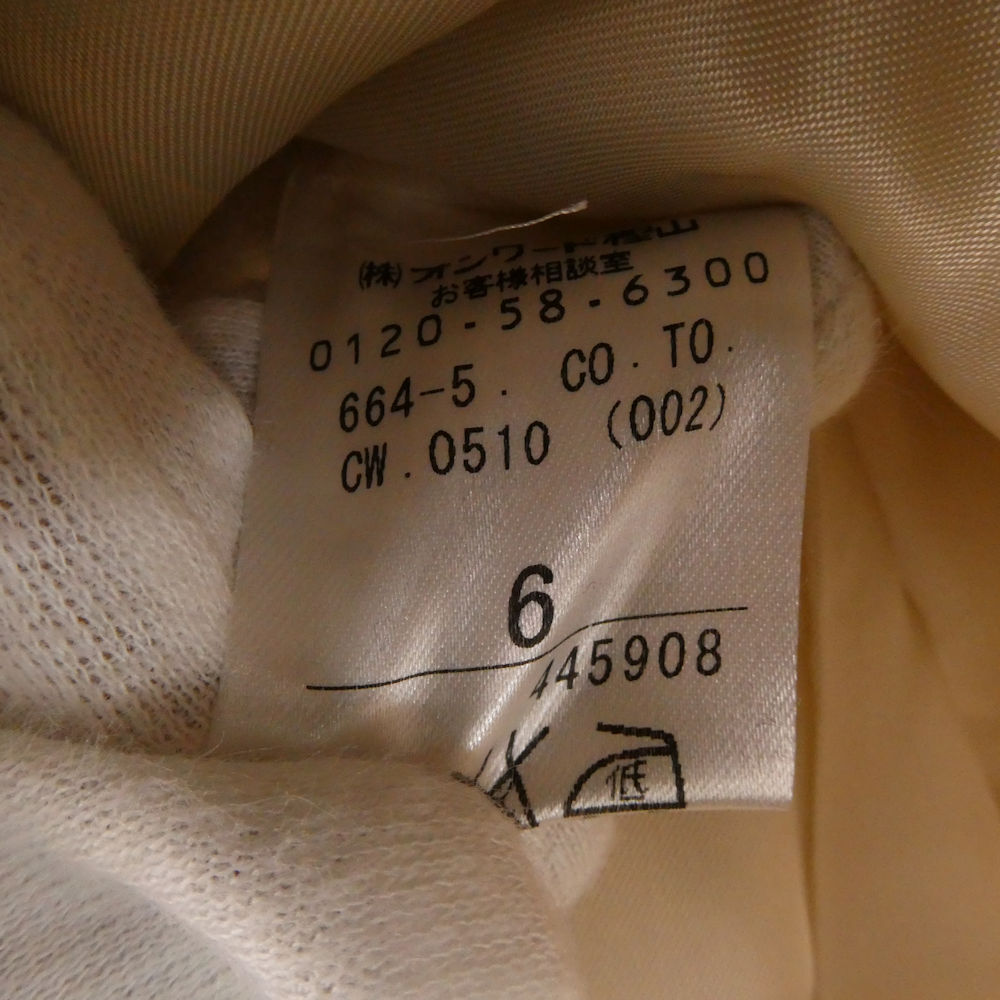 (株)オンワード樫山
お客様相談室
0120-58-6300
664-5. CO.TO.
CW.0510 (002)
6
445908
低